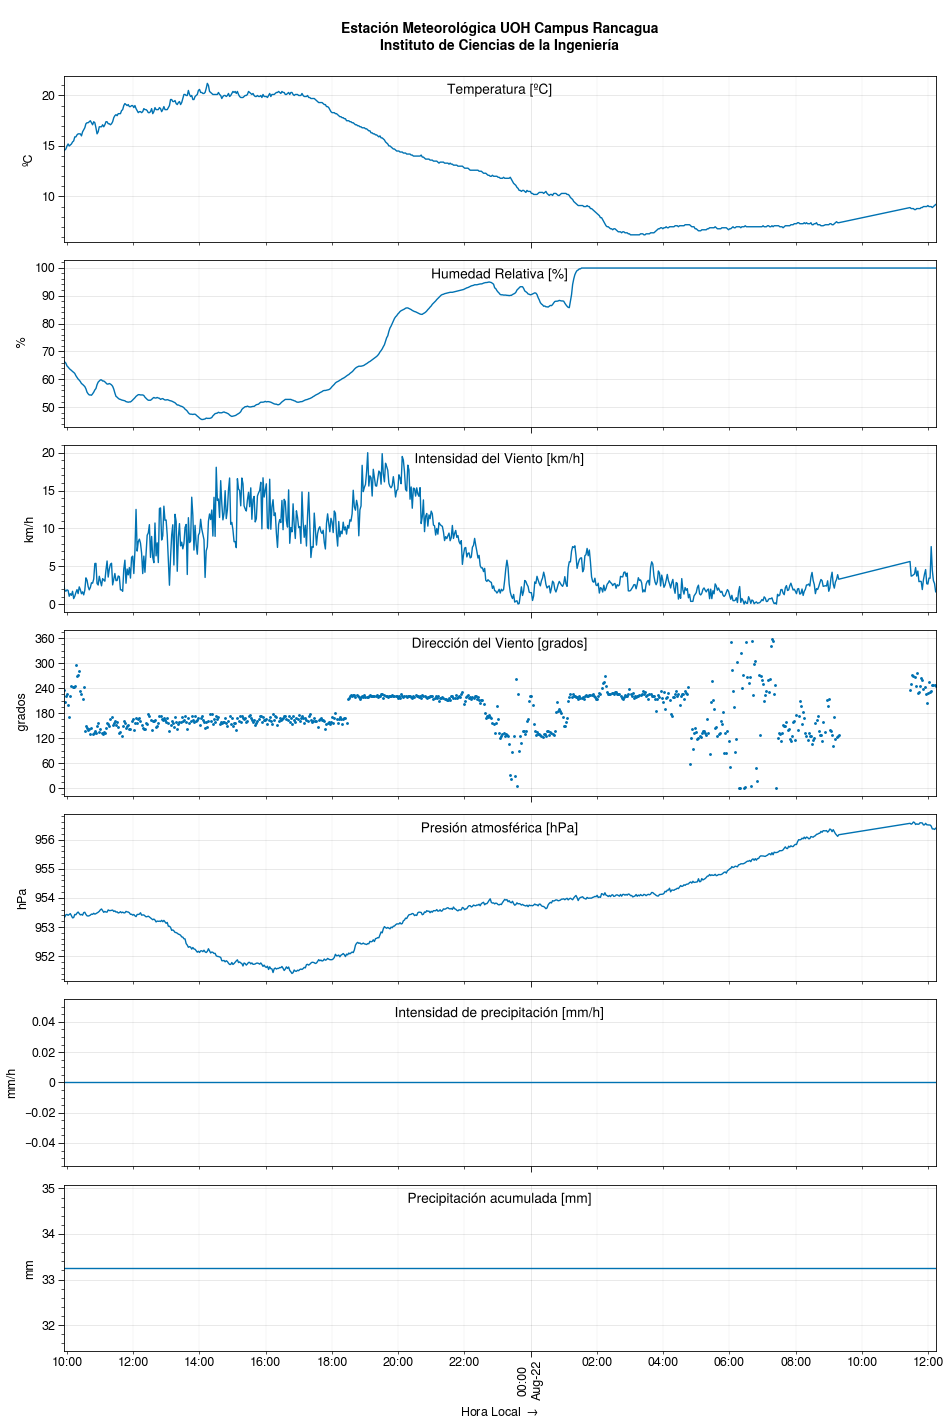 Estación Meteorológica UOH Campus Rancagua
Instituto de Ciencias de la Ingeniería
Temperatura [ºC]
ºC
20
15
10
Humedad Relativa [%]
%
100
90
80
70
60
50
Intensidad del Viento [km/h]
km/h
20
15
10
5
0
Dirección del Viento [grados]
grados
360
300
240
180
120
60
0
Presión atmosférica [hPa]
hPa
956
955
954
953
952
Intensidad de precipitación [mm/h]
mm/h
0.04
0.02
0
−0.02
−0.04
Precipitación acumulada [mm]
mm
35
34
33
32
10:00 12:00 14:00 16:00 18:00 20:00 22:00 00:00 02:00 04:00 06:00 08:00 10:00 12:00
Aug-22
Hora Local →